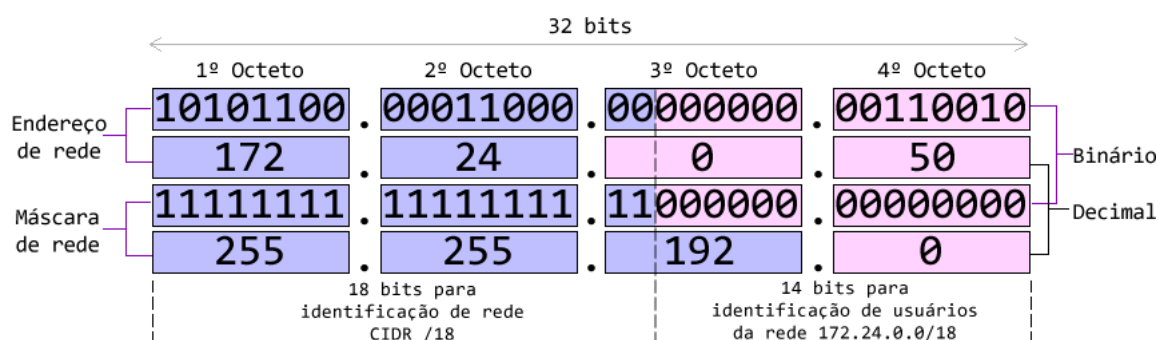 32 bits
1º Octeto 2º Octeto 3º Octeto 4º Octeto
10101100 . 00011000 . 00000000 . 00110010
Endereço
de rede
172 . 24 . 0 . 50
Binário
11111111 . 11111111 . 11000000 . 00000000
Máscara
de rede
Decimal
255 . 255 . 192 . 0
18 bits para
identificação de rede
CIDR /18
14 bits para
identificação de usuários
da rede 172.24.0.0/18